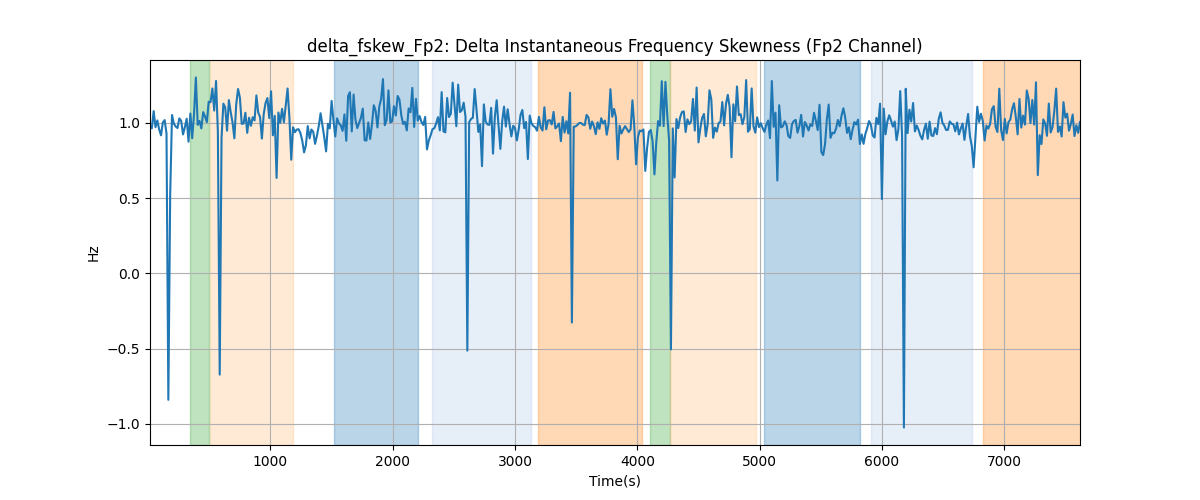 delta_fskew_Fp2: Delta Instantaneous Frequency Skewness (Fp2 Channel)
1.0
0.5
0.0
−0.5
−1.0
Hz
1000 2000 3000 4000 5000 6000 7000
Time(s)